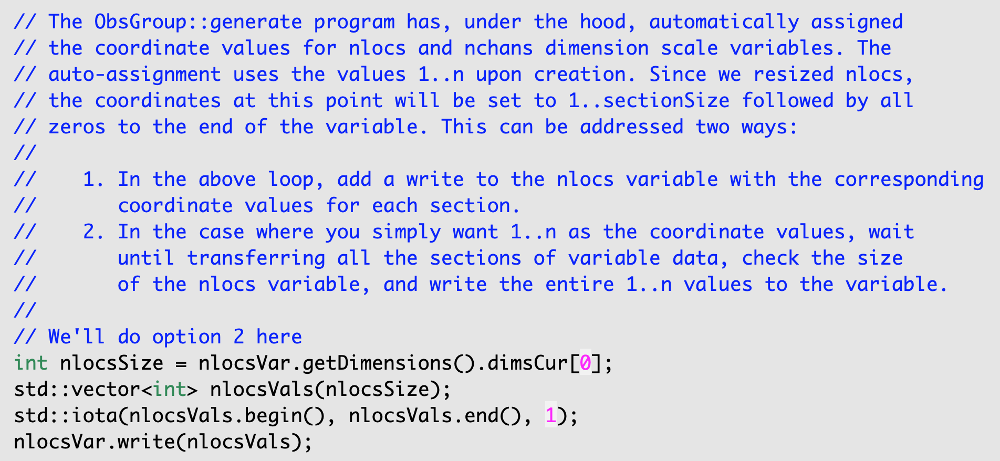 // The ObsGroup::generate program has, under the hood, automatically assigned
// the coordinate values for nlocs and nchans dimension scale variables. The
// auto-assignment uses the values 1..n upon creation. Since we resized nlocs,
// the coordinates at this point will be set to 1..sectionSize followed by all
// zeros to the end of the variable. This can be addressed two ways:
//
//    1. In the above loop, add a write to the nlocs variable with the corresponding
//       coordinate values for each section.
//    2. In the case where you simply want 1..n as the coordinate values, wait
//       until transferring all the sections of variable data, check the size
//       of the nlocs variable, and write the entire 1..n values to the variable.
//
// We'll do option 2 here
int nlocsSize = nlocsVar.getDimensions().dimsCur[0];
std::vector<int> nlocsVals(nlocsSize);
std::iota(nlocsVals.begin(), nlocsVals.end(), 1);
nlocsVar.write(nlocsVals);